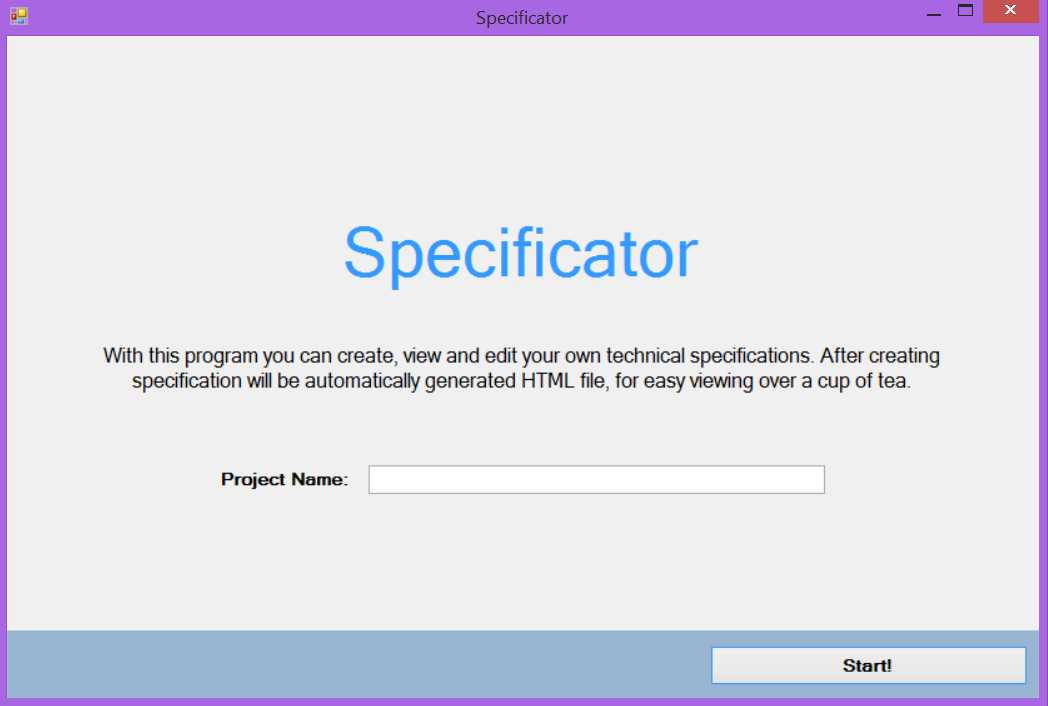 Specificator
Specificator
With this program you can create, view and edit your own technical specifications. After creating
specification will be automatically generated HTML file, for easy viewing over a cup of tea.
Project Name:
Start!